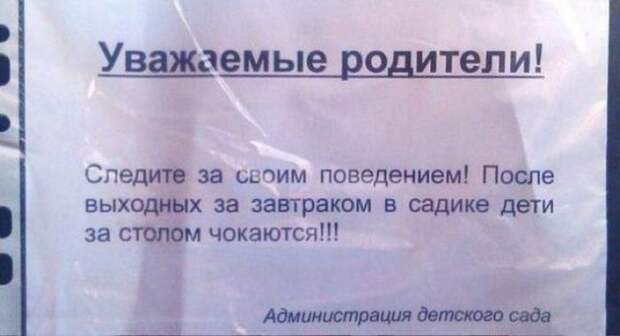 Уважаемые родители!
Следите за своим поведением! После
выходных за завтраком в садике дети
за столом чокаются!!!
Администрация детского сада